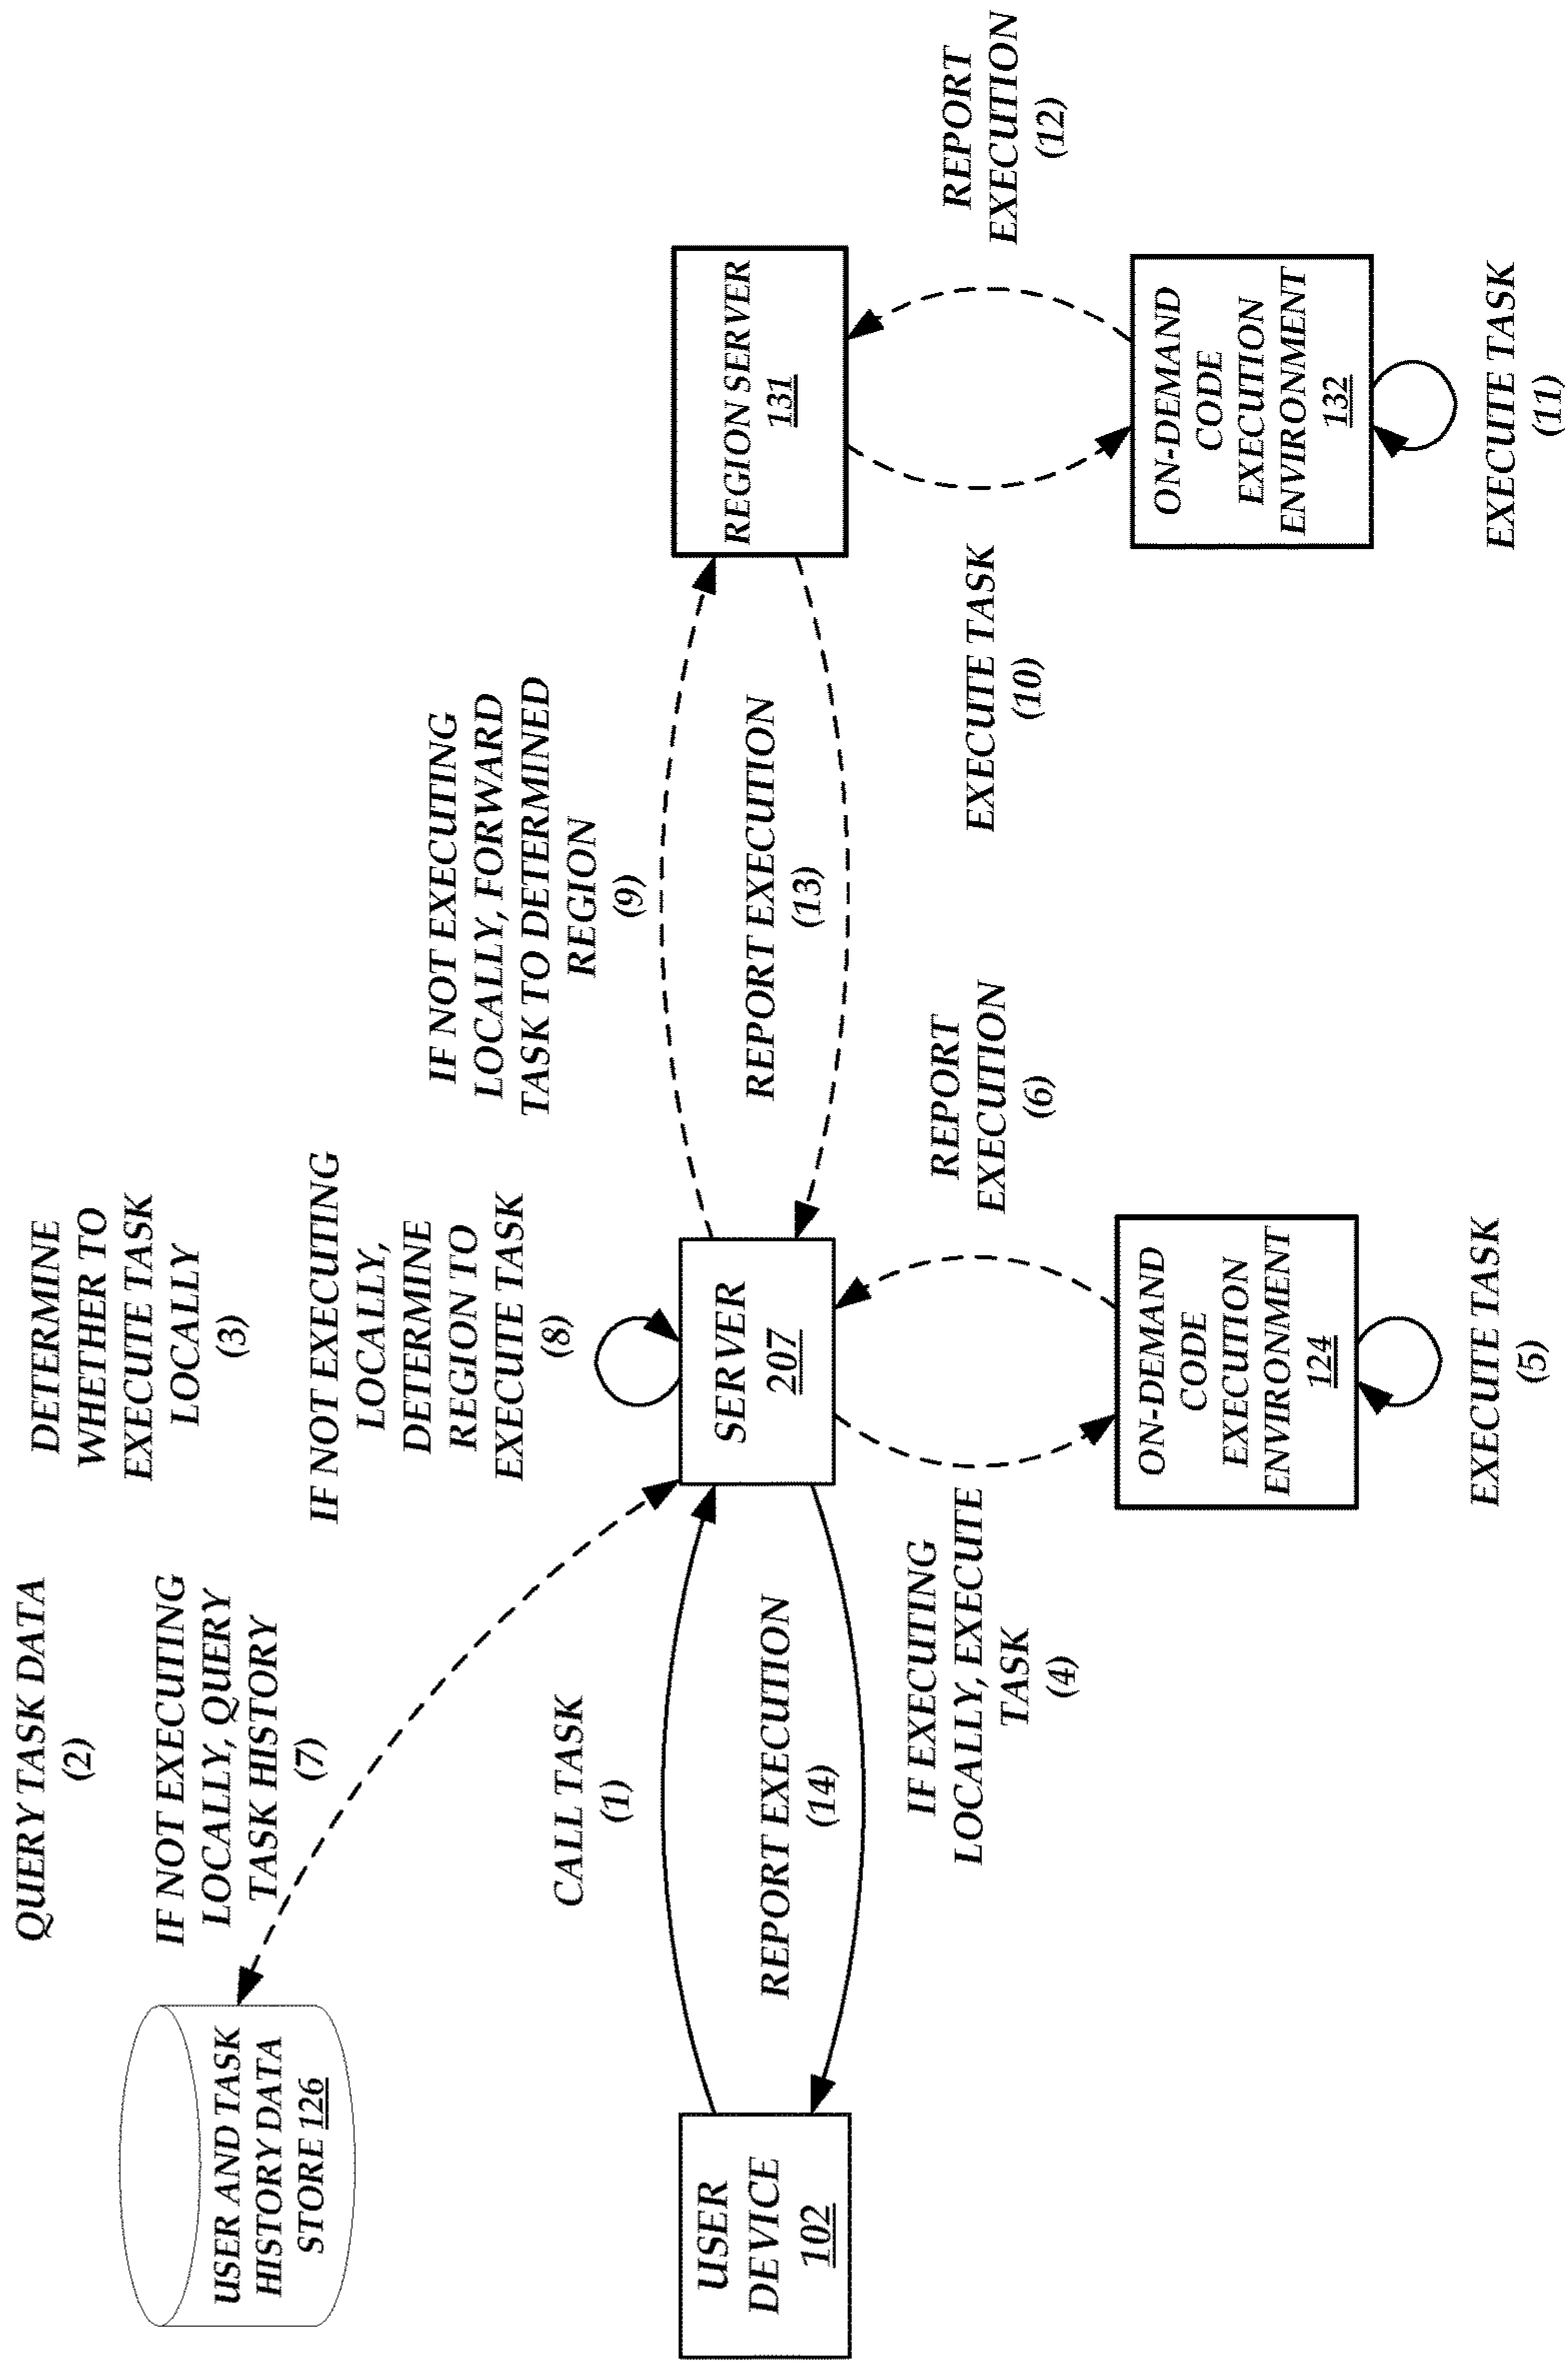 QUERY TASK DATA
(2)
IF NOT EXECUTING
LOCALLY, QUERY
TASK HISTORY
(7)
DETERMINE
WHETHER TO
EXECUTE TASK
LOCALLY
(3)
IF NOT EXECUTING
LOCALLY,
DETERMINE
REGION TO
EXECUTE TASK
(8)
USER AND TASK
HISTORY DATA
STORE 126
IF NOT EXECUTING
LOCALLY, FORWARD
TASK TO DETERMINED
REGION
(9)
CALL TASK
(1)
USER
DEVICE
102
REPORT EXECUTION
(14)
SERVER
207
REPORT EXECUTION
(13)
REGION SERVER
131
IF EXECUTING
LOCALLY, EXECUTE
TASK
(4)
REPORT
EXECUTION
(6)
EXECUTE TASK
(10)
REPORT
EXECUTION
(12)
ON-DEMAND
CODE
EXECUTION
ENVIRONMENT
124
ON-DEMAND
CODE
EXECUTION
ENVIRONMENT
132
EXECUTE TASK
(5)
EXECUTE TASK
(11)